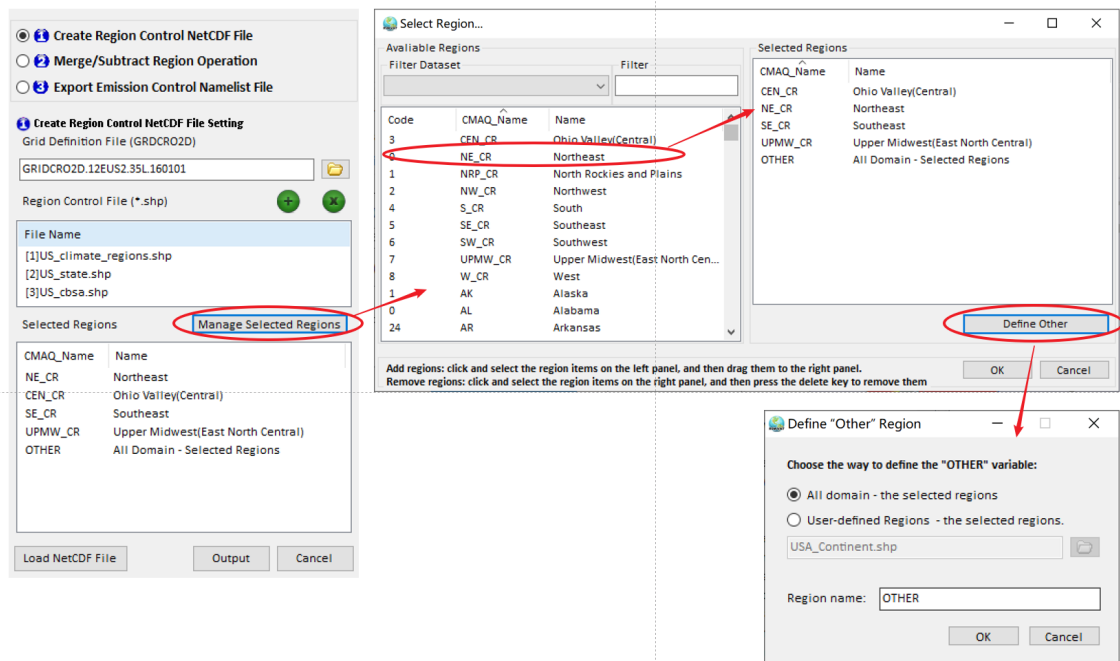 1 Create Region Control NetCDF File
2 Merge/Subtract Region Operation
3 Export Emission Control Namelist File
1 Create Region Control NetCDF File Setting
Grid Definition File (GRDCRO2D)
GRIDCRO2D.12EUS2.35L.160101
Region Control File (*.shp)
File Name
[1]US_climate_regions.shp
[2]US_state.shp
[3]US_cbsa.shp
Selected Regions Manage Selected Regions
CMAQ_Name Name
NE_CR Northeast
CEN_CR Ohio Valley(Central)
SE_CR Southeast
UPMW_CR Upper Midwest(East North Central)
OTHER All Domain - Selected Regions
Load NetCDF File Output Cancel
Select Region...
Avaliable Regions
Filter Dataset Filter
Code CMAQ_Name Name
3 CEN_CR Ohio Valley(Central)
0 NE_CR Northeast
1 NRP_CR North Rockies and Plains
2 NW_CR Northwest
4 S_CR South
5 SE_CR Southeast
6 SW_CR Southwest
7 UPMW_CR Upper Midwest(East North Cen...
8 W_CR West
1 AK Alaska
0 AL Alabama
24 AR Arkansas
Selected Regions
CMAQ_Name Name
CEN_CR Ohio Valley(Central)
NE_CR Northeast
SE_CR Southeast
UPMW_CR Upper Midwest(East North Central)
OTHER All Domain - Selected Regions
Define Other
Add regions: click and select the region items on the left panel, and then drag them to the right panel.
Remove regions: click and select the region items on the right panel, and then press the delete key to remove them
OK Cancel
Define "Other" Region
Choose the way to define the "OTHER" variable:
All domain - the selected regions
User-defined Regions - the selected regions.
USA_Continent.shp
Region name: OTHER
OK Cancel